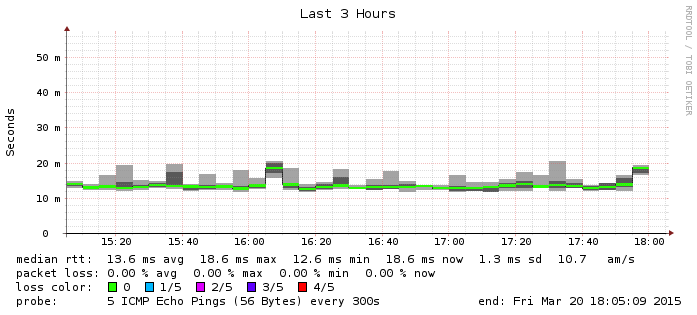 Last 3 Hours
RRDTOOL / TOBI OETIKER
Seconds
50 m
40 m
30 m
20 m
10 m
0
15:20 15:40 16:00 16:20 16:40 17:00 17:20 17:40 18:00
median rtt: 13.6 ms avg 18.6 ms max 12.6 ms min 18.6 ms now 1.3 ms sd 10.7 am/s
packet loss: 0.00 % avg 0.00 % max 0.00 % min 0.00 % now
loss color: 0 1/5 2/5 3/5 4/5
probe: 5 ICMP Echo Pings (56 Bytes) every 300s end: Fri Mar 20 18:05:09 2015